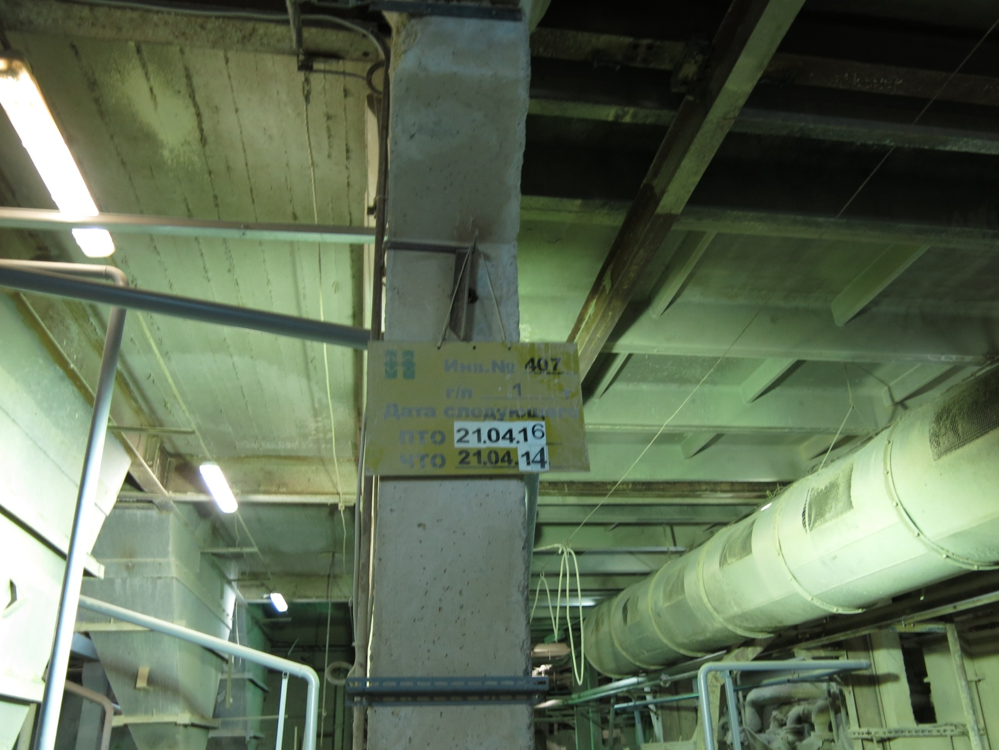 Инв.№ 407
г/п 1 т
Дата следующего
ПТО 21.04.16
ЧТО 21.04.14